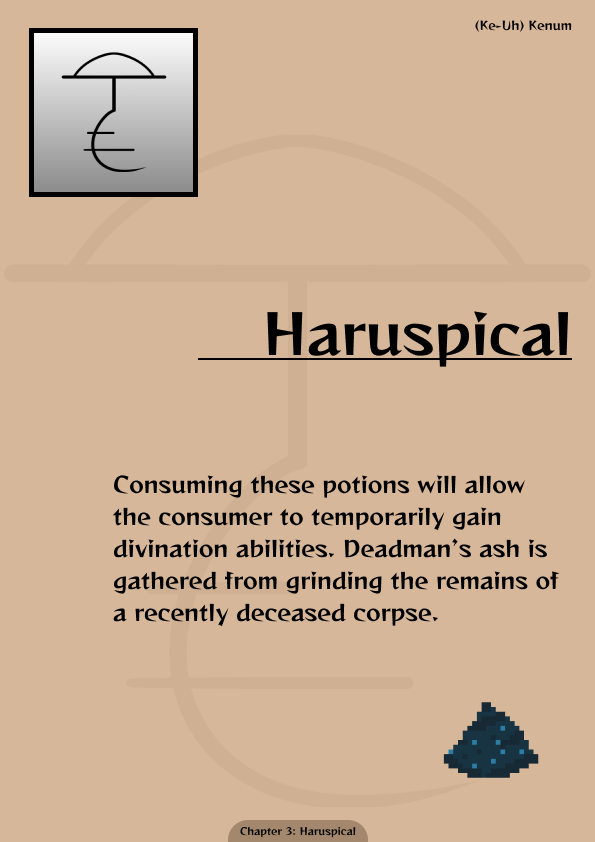 (Ke-Uh) Kenum
Haruspical
Consuming these potions will allow
the consumer to temporarily gain
divination abilities. Deadman's ash is
gathered from grinding the remains of
a recently deceased corpse.
Chapter 3: Haruspical